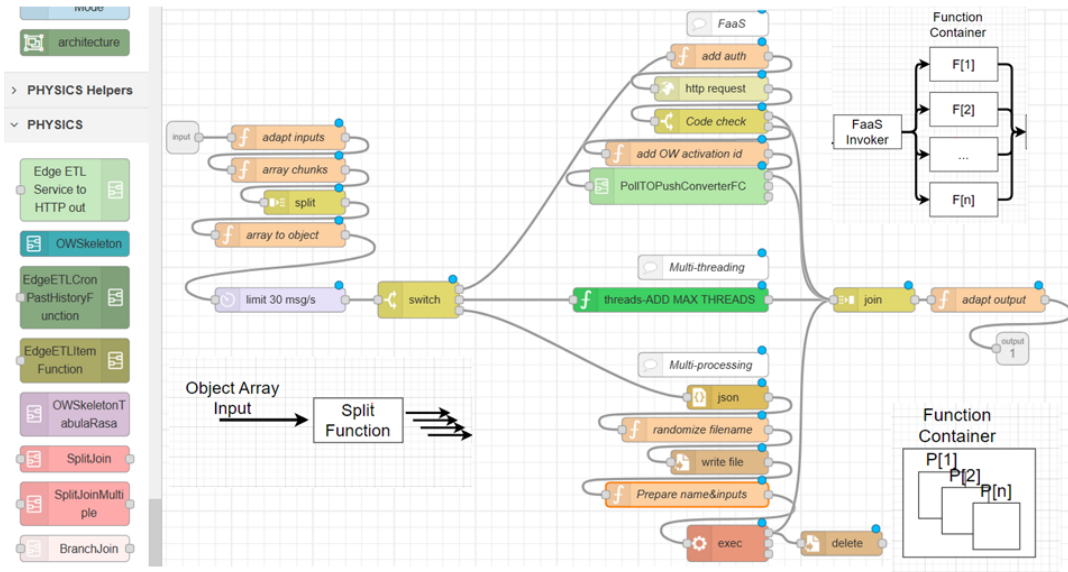 Mode
architecture
PHYSICS Helpers
PHYSICS
Edge ETL
Service to
HTTP out
OWSkeleton
EdgeETLCron
PastHistoryF
unction
EdgeETLItem
Function
OWSkeletonT
abulaRasa
SplitJoin
SplitJoinMulti
ple
BranchJoin
input
adapt inputs
array chunks
split
array to object
limit 30 msg/s
switch
Object Array
Input
Split
Function
FaaS
add auth
http request
Code check
add OW activation id
PollTOPushConverterFC
Multi-threading
threads-ADD MAX THREADS
Multi-processing
json
randomize filename
write file
Prepare name&inputs
exec
delete
join
adapt output
output
1
Function
Container
FaaS
Invoker
F[1]
F[2]
...
F[n]
Function
Container
P[1]
P[2]
P[n]